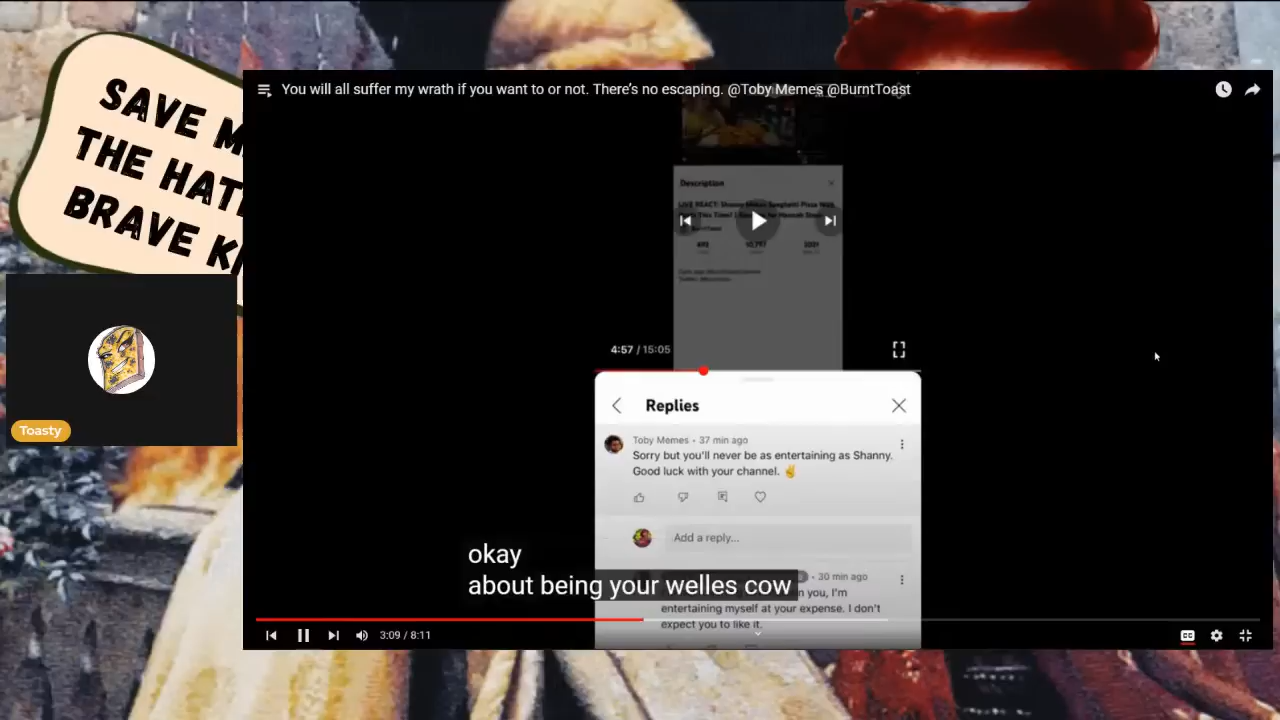 SAVE M
THE HAT
BRAVE K
Toasty
You will all suffer my wrath if you want to or not. There's no escaping. @Toby Memes @BurntToast
Description
4:57 / 15:05
Replies
Toby Memes • 37 min ago
Sorry but you'll never be as entertaining as Shanny.
Good luck with your channel. ✌
Add a reply...
• 30 min ago
n you, I'm
entertaining myself at your expense. I don't
expect you to like it.
okay
about being your welles cow
3:09 / 8:11
CC